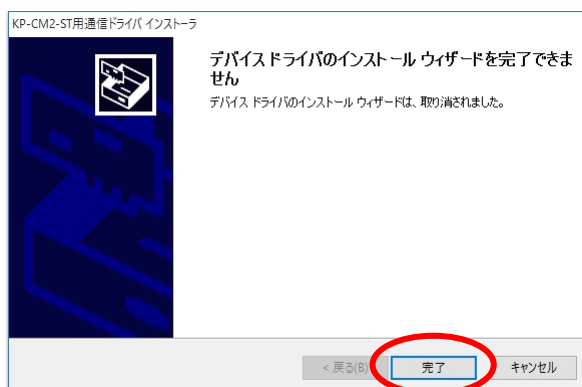 KP-CM2-ST用通信ドライバ インストーラ
デバイス ドライバのインストール ウィザードを完了できま
せん
デバイス ドライバのインストール ウィザードは、取り消されました。
< 戻る(B)
完了
キャンセル